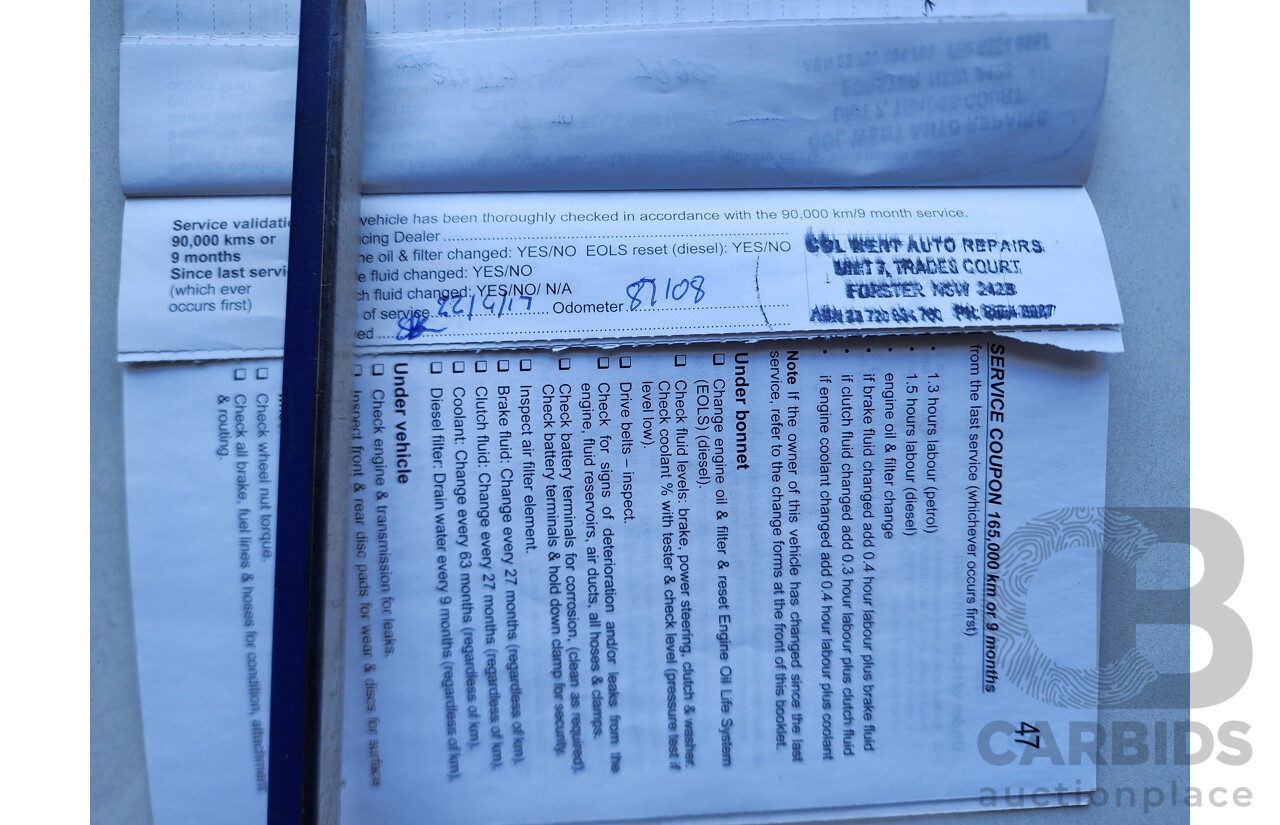 Service validati
90,000 kms or
9 months
Since last servi
(which ever
occurs first)
vehicle has been thoroughly checked in accordance with the 90,000 km/9 month service.
cing Dealer
ne oil & filter changed: YES/NO EOLS reset (diesel): YES/NO
e fluid changed: YES/NO
ch fluid changed: YES/NO/ N/A
of service 22/4/17 Odometer 87108
ed
COL WENT AUTO REPAIRS
UNIT 7, TRADES COURT
FORSTER NSW 2428
SERVICE COUPON 165,000 km or 9 months
from the last service (whichever occurs first)
• 1.3 hours labour (petrol)
• 1.5 hours labour (diesel)
• engine oil & filter change
• if brake fluid changed add 0.4 hour labour plus brake fluid
• if clutch fluid changed add 0.3 hour labour plus clutch fluid
• if engine coolant changed add 0.4 hour labour plus coolant
Note If the owner of this vehicle has changed since the last
service, refer to the change forms at the front of this booklet.
Under bonnet
❑ Change engine oil & filter & reset Engine Oil Life System
(EOLS) (diesel).
❑ Check fluid levels: brake, power steering, clutch & washer.
Check coolant % with tester & check level (pressure test if
level low).
❑ Drive belts – inspect.
❑ Check for signs of deterioration and/or leaks from the
engine, fluid reservoirs, air ducts, all hoses & clamps.
❑ Check battery terminals for corrosion, (clean as required).
Check battery terminals & hold down clamp for security.
❑ Inspect air filter element.
❑ Brake fluid: Change every 27 months (regardless of km).
❑ Clutch fluid: Change every 27 months (regardless of km).
❑ Coolant: Change every 63 months (regardless of km).
❑ Diesel filter: Drain water every 9 months (regardless of km).
Under vehicle
❑ Check engine & transmission for leaks.
❑ Inspect front & rear disc pads for wear & discs for surface
❑ Check wheel nut torque.
❑ Check all brake, fuel lines & hoses for condition, attachment
& routing.
47
CB
CARBIDS
auctionplace